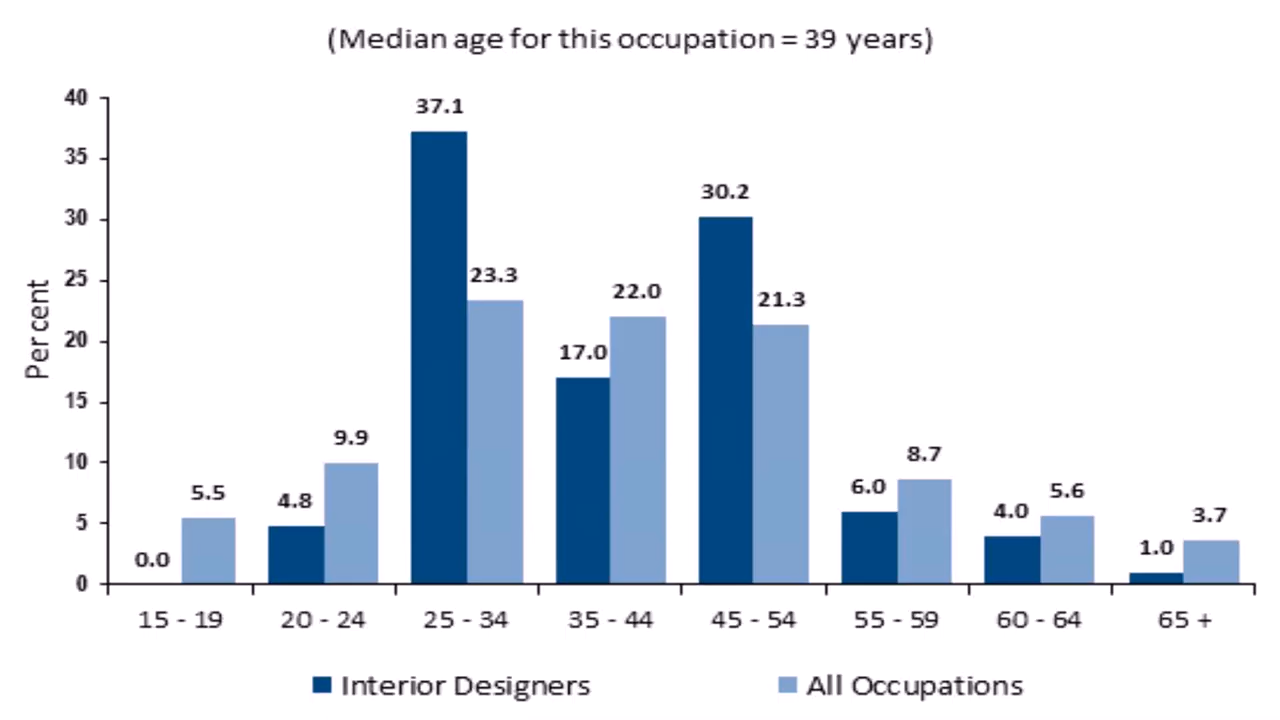 (Median age for this occupation = 39 years)
40
35
30
25
20
15
10
5
0
Per cent
0.0
5.5
4.8
9.9
37.1
23.3
17.0
22.0
30.2
21.3
6.0
8.7
4.0
5.6
1.0
3.7
15 - 19
20 - 24
25 - 34
35 - 44
45 - 54
55 - 59
60 - 64
65 +
Interior Designers
All Occupations